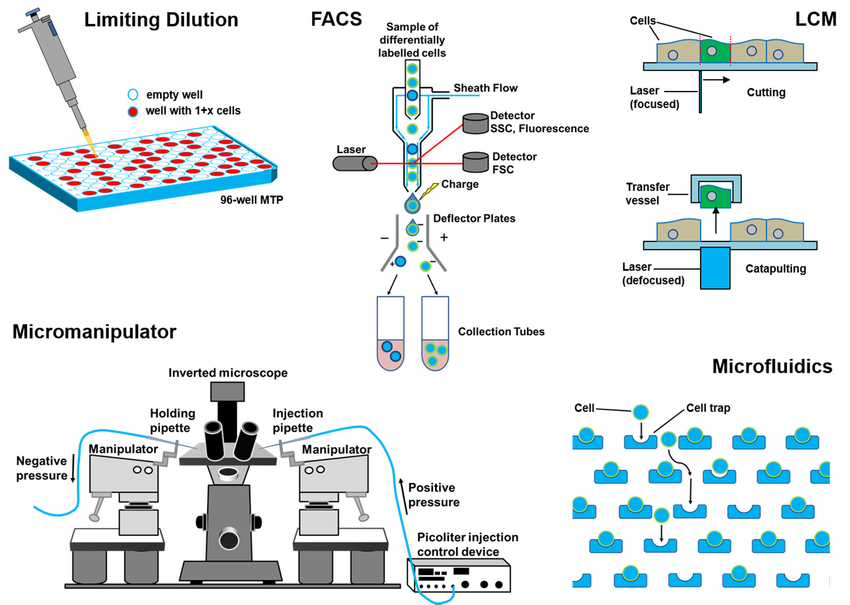 Limiting Dilution
empty well
well with 1+x cells
96-well MTP
FACS
Sample of
differentially
labelled cells
Sheath Flow
Detector
SSC, Fluorescence
Laser
Detector
FSC
Charge
Deflector Plates
−
+
−
−
+
−
Collection Tubes
LCM
Cells
Laser
(focused)
Cutting
Transfer
vessel
Laser
(defocused)
Catapulting
Micromanipulator
Inverted microscope
Holding
pipette
Injection
pipette
Manipulator
Manipulator
Negative
pressure
Positive
pressure
Picoliter injection
control device
Microfluidics
Cell
Cell trap